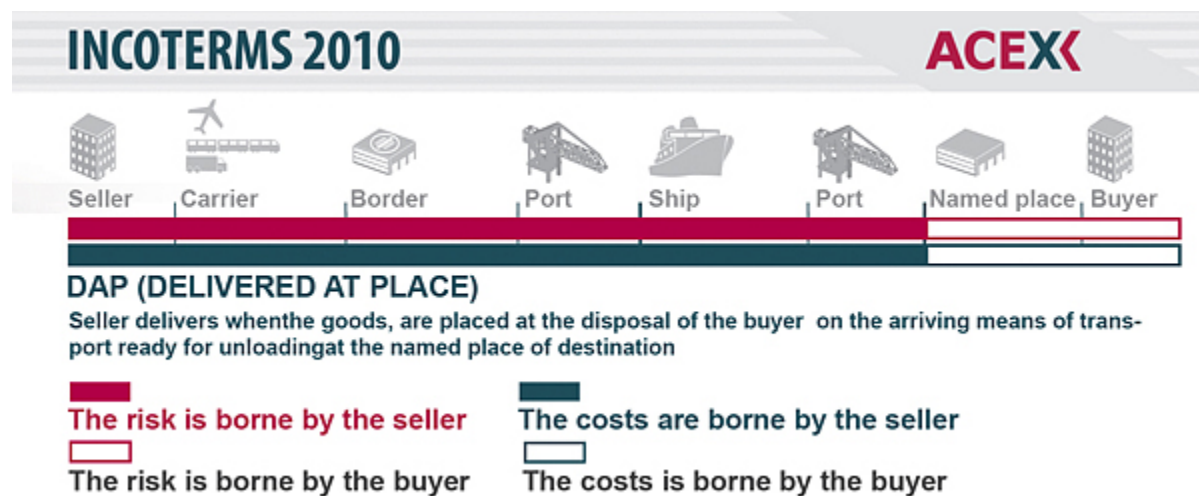 INCOTERMS 2010
ACEX
Seller Carrier Border Port Ship Port Named place Buyer
DAP (DELIVERED AT PLACE)
Seller delivers whenthe goods, are placed at the disposal of the buyer on the arriving means of trans-
port ready for unloadingat the named place of destination
The risk is borne by the seller
The costs are borne by the seller
The risk is borne by the buyer
The costs is borne by the buyer